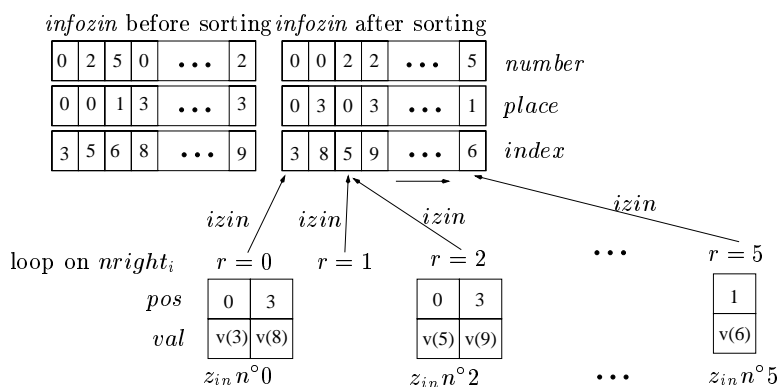 infozin before sorting infozin after sorting
0 2 5 0 ••• 2 0 0 2 2 ••• 5 number
0 0 1 3 ••• 3 0 3 0 3 ••• 1 place
3 5 6 8 ••• 9 3 8 5 9 ••• 6 index
izin izin izin izin
loop on nright_i r = 0 r = 1 r = 2 ••• r = 5
pos 0 3 0 3 1
val v(3) v(8) v(5) v(9) v(6)
z_in n°0 z_in n°2 ••• z_in n°5